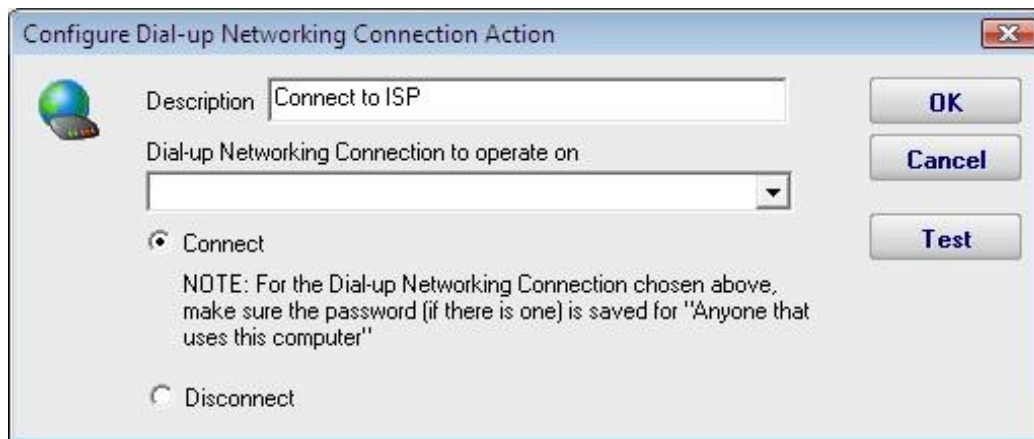 Configure Dial-up Networking Connection Action
Description Connect to ISP
OK
Dial-up Networking Connection to operate on
Cancel
Connect
Test
NOTE: For the Dial-up Networking Connection chosen above,
make sure the password (if there is one) is saved for "Anyone that
uses this computer"
Disconnect